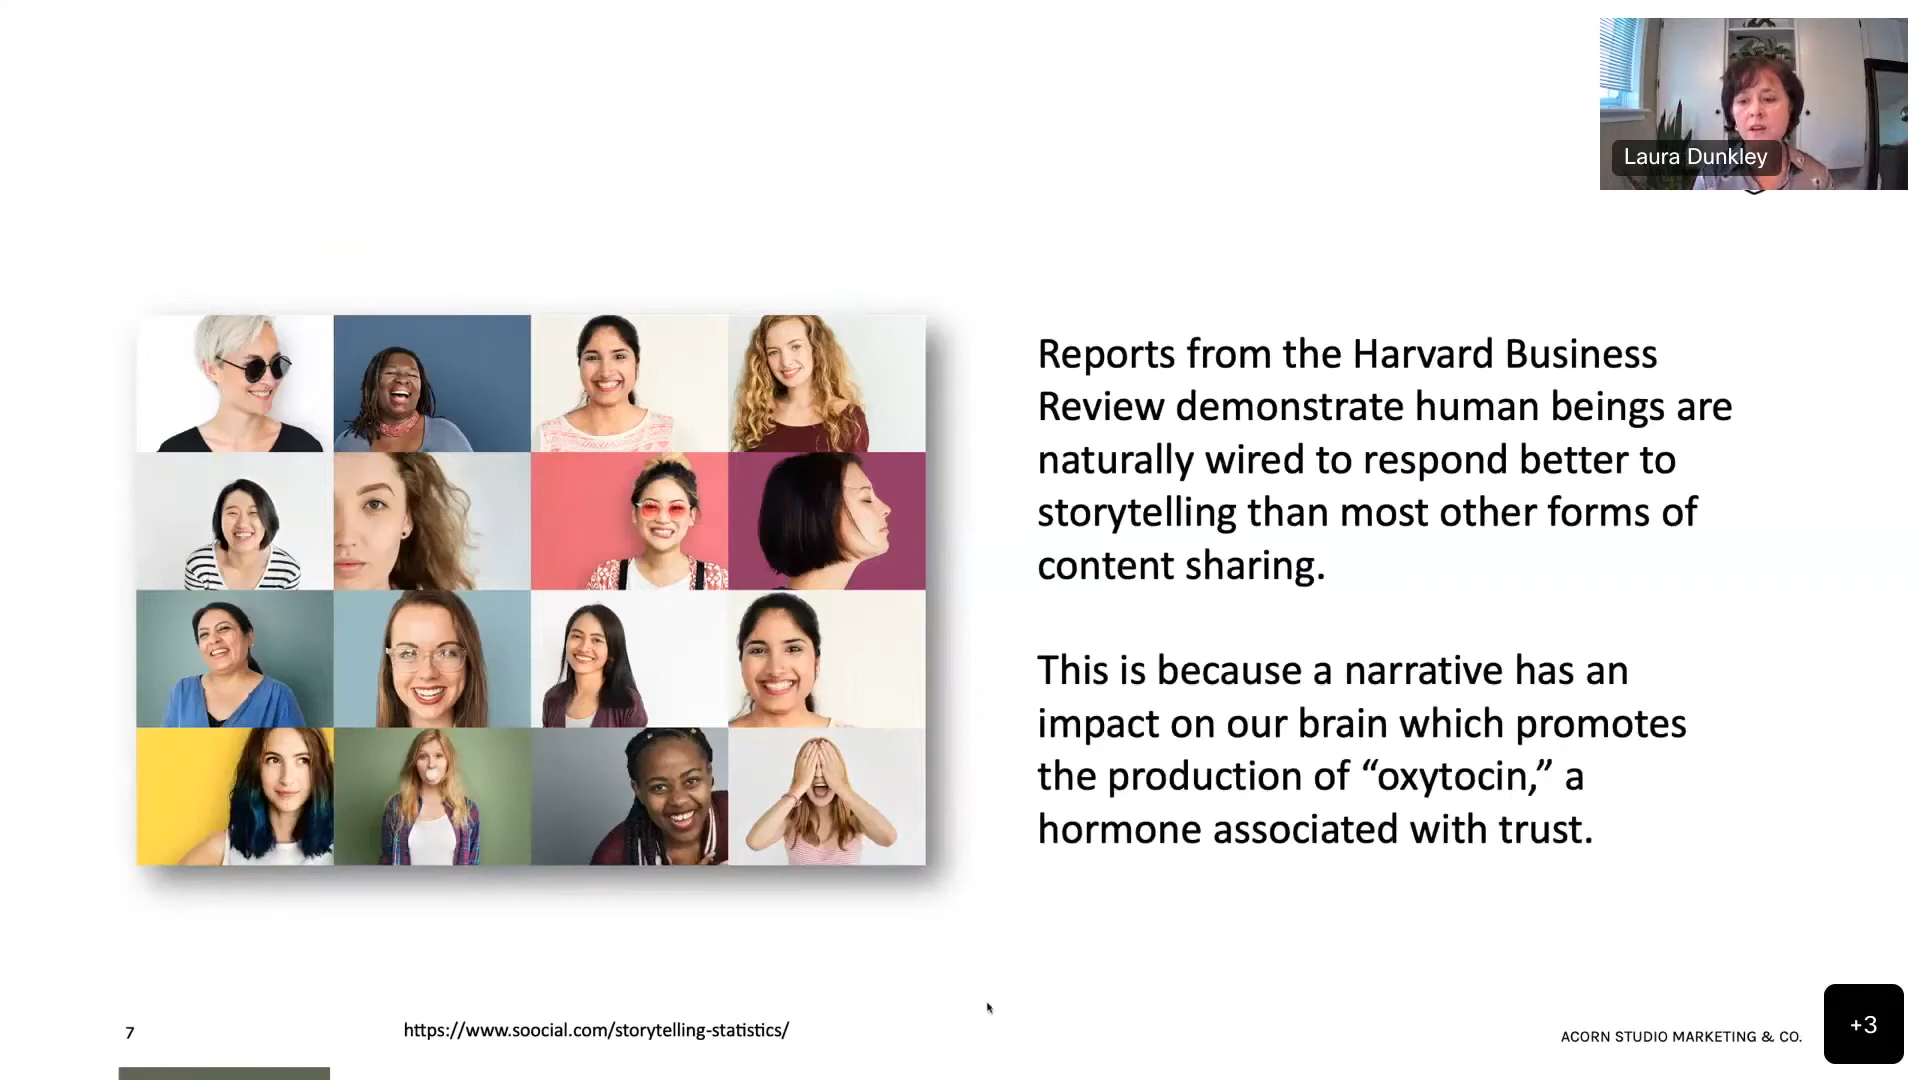 Laura Dunkley
Reports from the Harvard Business
Review demonstrate human beings are
naturally wired to respond better to
storytelling than most other forms of
content sharing.
This is because a narrative has an
impact on our brain which promotes
the production of “oxytocin,” a
hormone associated with trust.
7
https://www.soocial.com/storytelling-statistics/
ACORN STUDIO MARKETING & CO.
+3